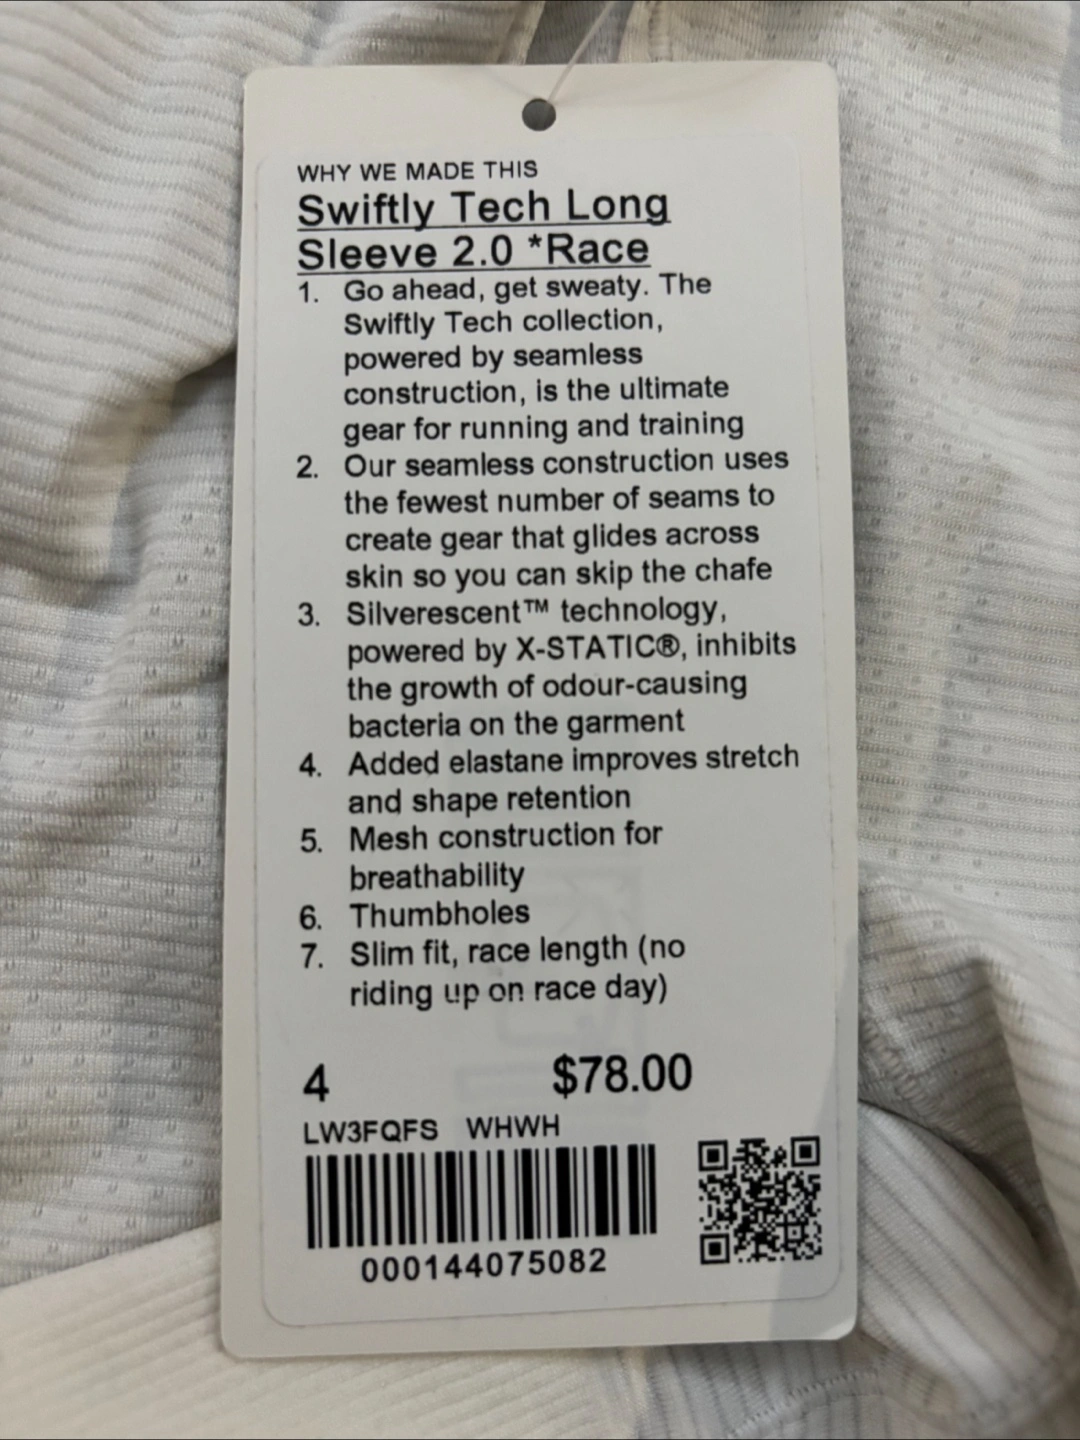 WHY WE MADE THIS
Swiftly Tech Long
Sleeve 2.0 *Race
1. Go ahead, get sweaty. The
Swiftly Tech collection,
powered by seamless
construction, is the ultimate
gear for running and training
2. Our seamless construction uses
the fewest number of seams to
create gear that glides across
skin so you can skip the chafe
3. Silverescent™ technology,
powered by X-STATIC®, inhibits
the growth of odour-causing
bacteria on the garment
4. Added elastane improves stretch
and shape retention
5. Mesh construction for
breathability
6. Thumbholes
7. Slim fit, race length (no
riding up on race day)
4 $78.00
LW3FQFS WHWH
000144075082